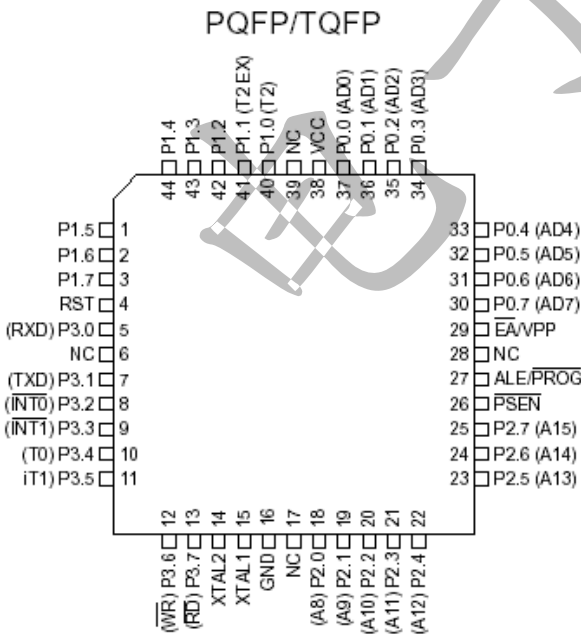 PQFP/TQFP
44 P1.4
43 P1.3
42 P1.2
41 P1.1 (T2 EX)
40 P1.0 (T2)
39 NC
38 VCC
37 P0.0 (AD0)
36 P0.1 (AD1)
35 P0.2 (AD2)
34 P0.3 (AD3)
P1.5 1
P1.6 2
P1.7 3
RST 4
(RXD) P3.0 5
NC 6
(TXD) P3.1 7
(INT0) P3.2 8
(INT1) P3.3 9
(T0) P3.4 10
iT1) P3.5 11
33 P0.4 (AD4)
32 P0.5 (AD5)
31 P0.6 (AD6)
30 P0.7 (AD7)
29 EA/VPP
28 NC
27 ALE/PROG
26 PSEN
25 P2.7 (A15)
24 P2.6 (A14)
23 P2.5 (A13)
(WR) P3.6 12
(RD) P3.7 13
XTAL2 14
XTAL1 15
GND 16
NC 17
(A8) P2.0 18
(A9) P2.1 19
(A10) P2.2 20
(A11) P2.3 21
(A12) P2.4 22